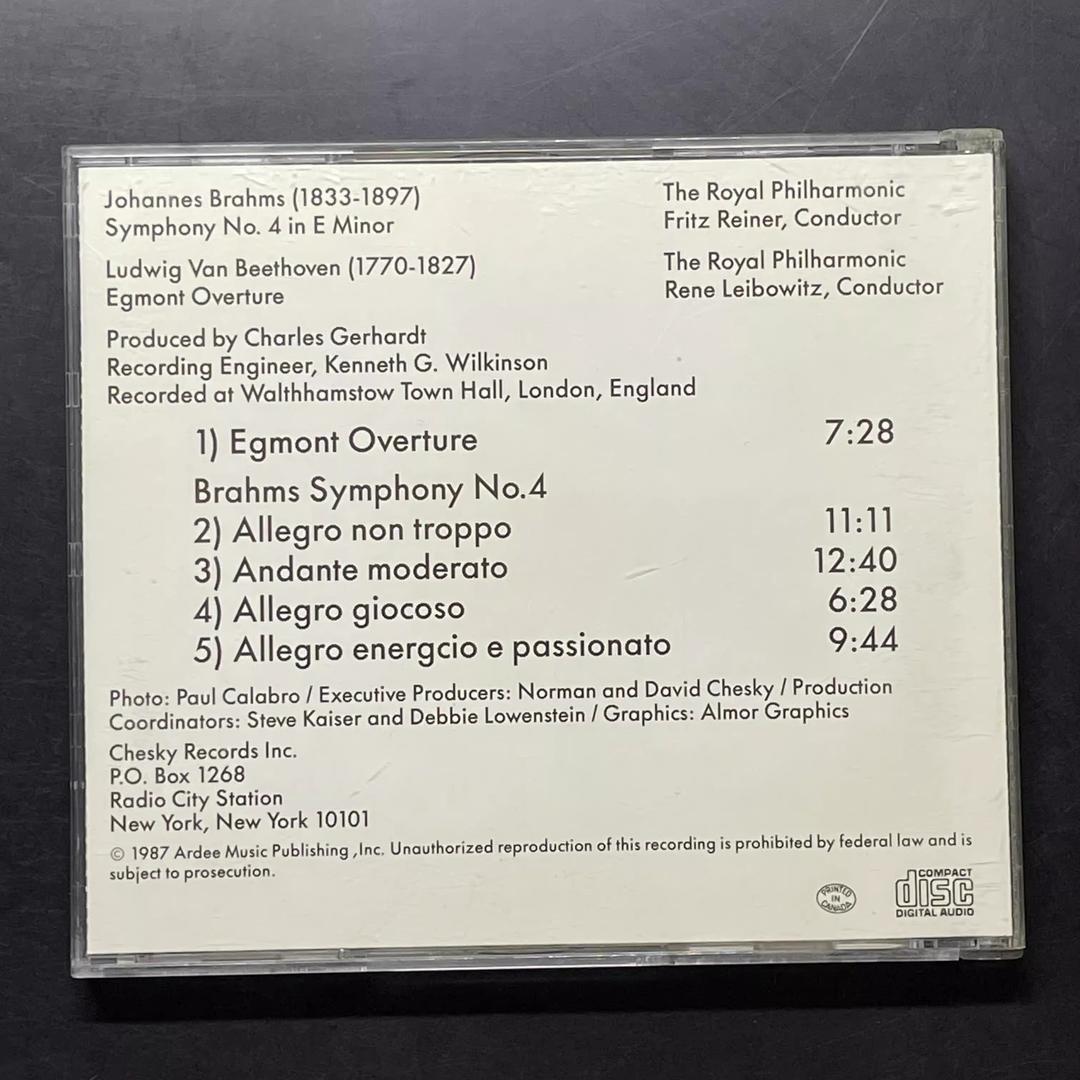 Johannes Brahms (1833-1897)
Symphony No. 4 in E Minor
The Royal Philharmonic
Fritz Reiner, Conductor
Ludwig Van Beethoven (1770-1827)
Egmont Overture
The Royal Philharmonic
Rene Leibowitz, Conductor
Produced by Charles Gerhardt
Recording Engineer, Kenneth G. Wilkinson
Recorded at Walthhamstow Town Hall, London, England
1) Egmont Overture 7:28
Brahms Symphony No.4
2) Allegro non troppo 11:11
3) Andante moderato 12:40
4) Allegro giocoso 6:28
5) Allegro energcio e passionato 9:44
Photo: Paul Calabro / Executive Producers: Norman and David Chesky / Production
Coordinators: Steve Kaiser and Debbie Lowenstein / Graphics: Almor Graphics
Chesky Records Inc.
P.O. Box 1268
Radio City Station
New York, New York 10101
© 1987 Ardee Music Publishing ,Inc. Unauthorized reproduction of this recording is prohibited by federal law and is
subject to prosecution.
PRINTED
IN
CANADA
COMPACT
disc
DIGITAL AUDIO